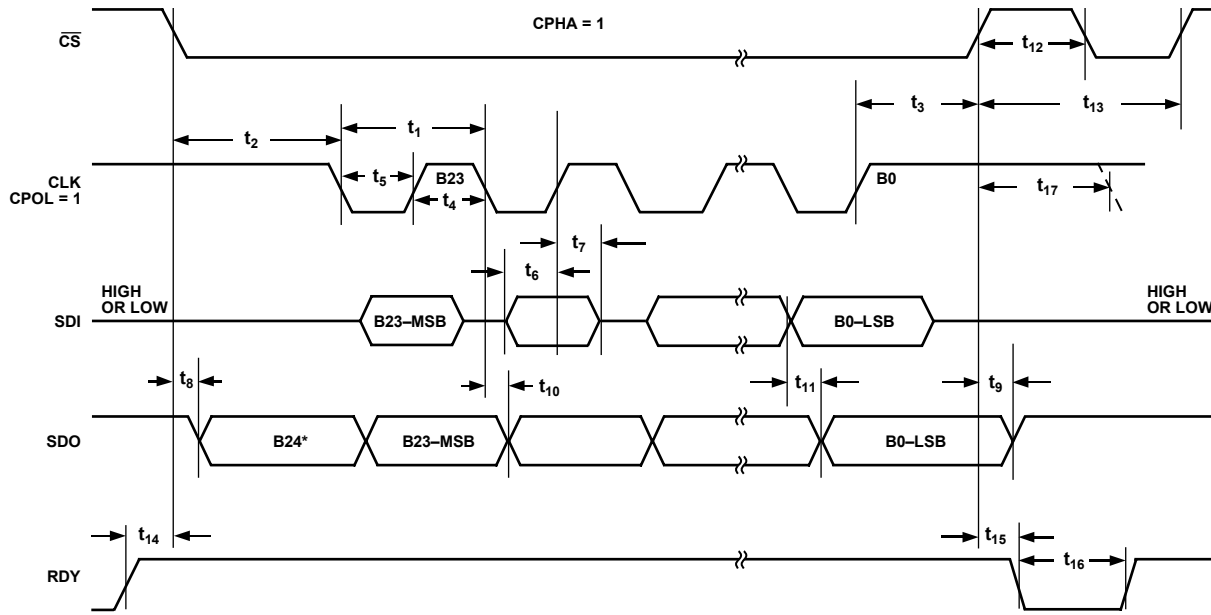 CPHA = 1
CS
t12
t3
t13
t2
t1
CLK
CPOL = 1
t5
B23
t4
B0
t17
t7
t6
HIGH
OR LOW
SDI
B23–MSB
B0–LSB
HIGH
OR LOW
t8
t10
t11
t9
SDO
B24*
B23–MSB
B0–LSB
t14
t15
t16
RDY